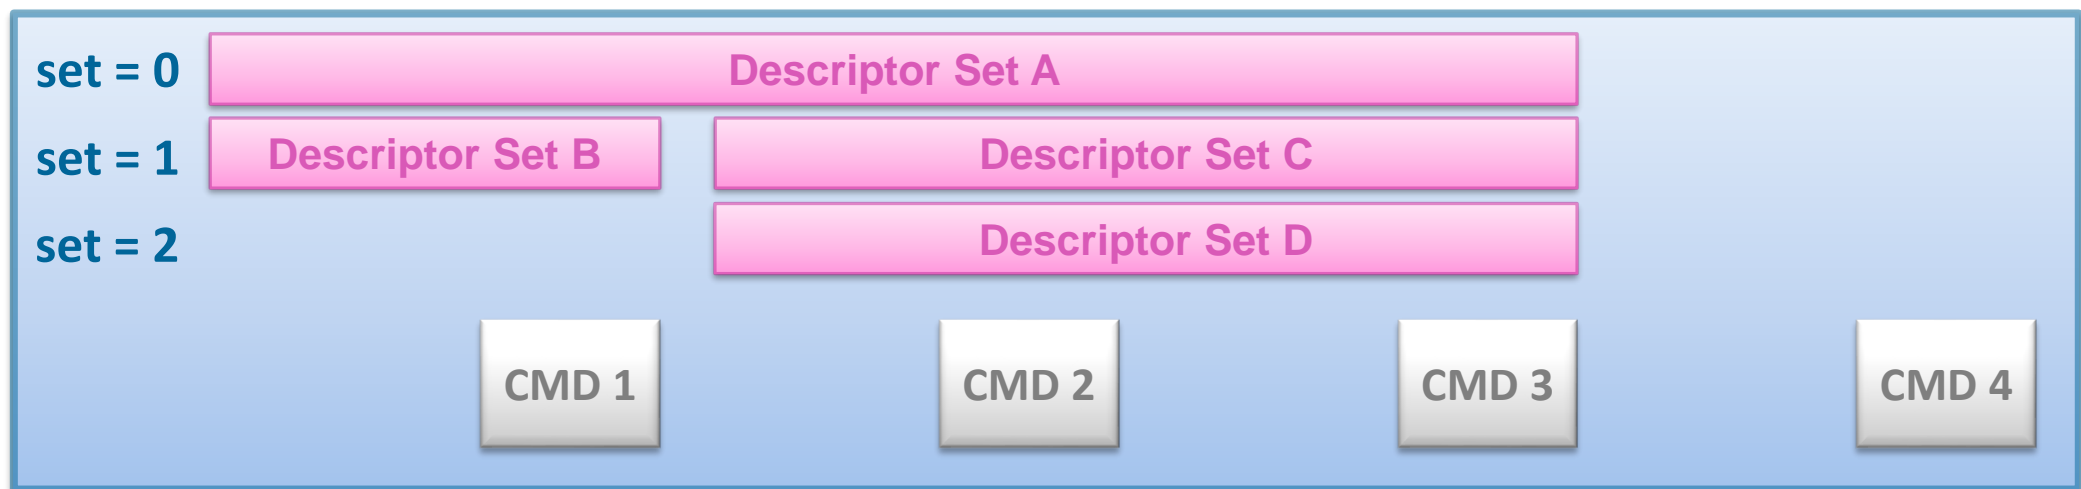 set = 0 Descriptor Set A
set = 1 Descriptor Set B Descriptor Set C
set = 2 Descriptor Set D
CMD 1 CMD 2 CMD 3 CMD 4